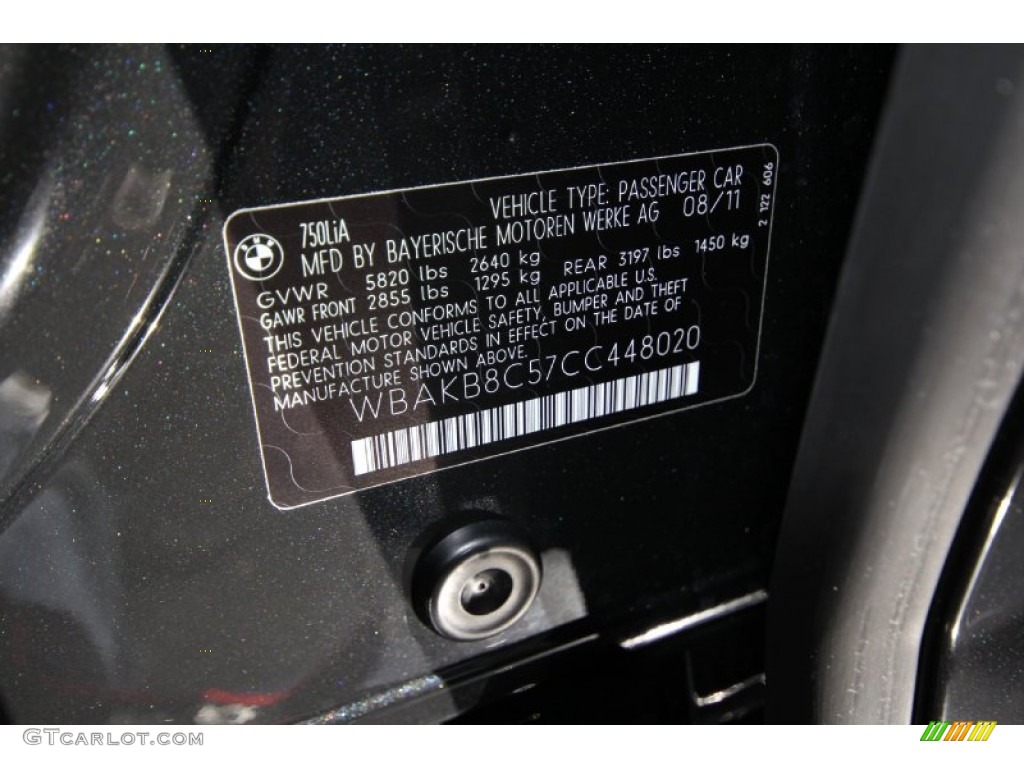 VEHICLE TYPE: PASSENGER CAR
750LiA
MFD BY BAYERISCHE MOTOREN WERKE AG 08/11
GVWR 5820 lbs 2640 kg
GAWR FRONT 2855 lbs 1295 kg REAR 3197 lbs 1450 kg
THIS VEHICLE CONFORMS TO ALL APPLICABLE U.S.
FEDERAL MOTOR VEHICLE SAFETY, BUMPER AND THEFT
PREVENTION STANDARDS IN EFFECT ON THE DATE OF
MANUFACTURE SHOWN ABOVE.
WBAKB8C57CC448020
2 122 606
BMW
GTCarLot.com